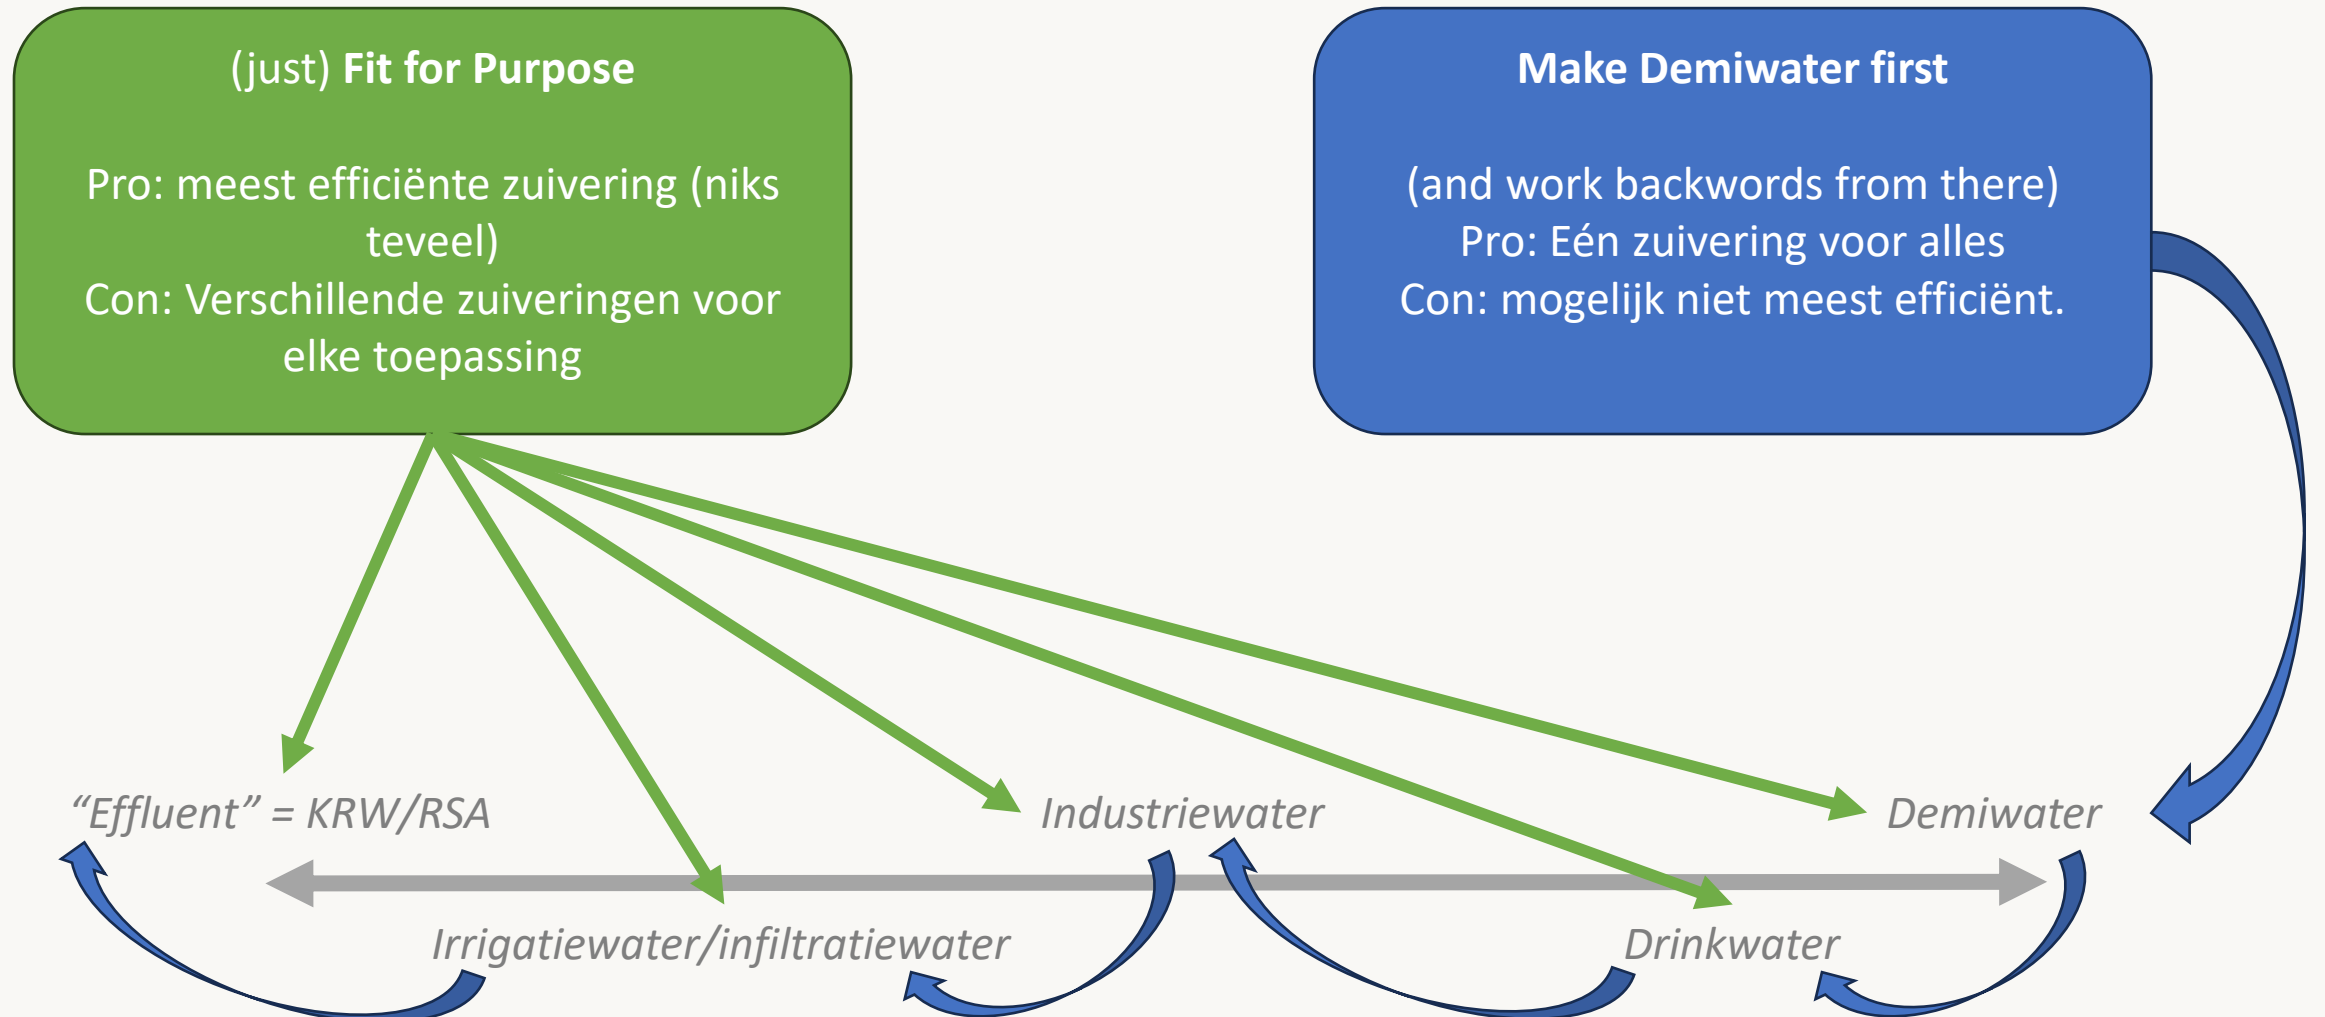 (just) Fit for Purpose
Pro: meest efficiënte zuivering (niks
teveel)
Con: Verschillende zuiveringen voor
elke toepassing
Make Demiwater first
(and work backwords from there)
Pro: Eén zuivering voor alles
Con: mogelijk niet meest efficiënt.
“Effluent” = KRW/RSA
Industriewater
Demiwater
Irrigatiewater/infiltratiewater
Drinkwater